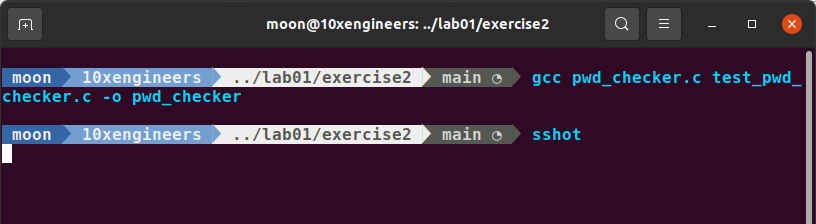 moon@10xengineers: ../lab01/exercise2
moon 10xengineers ../lab01/exercise2 main ◔ gcc pwd_checker.c test_pwd_
checker.c -o pwd_checker
moon 10xengineers ../lab01/exercise2 main ◔ sshot